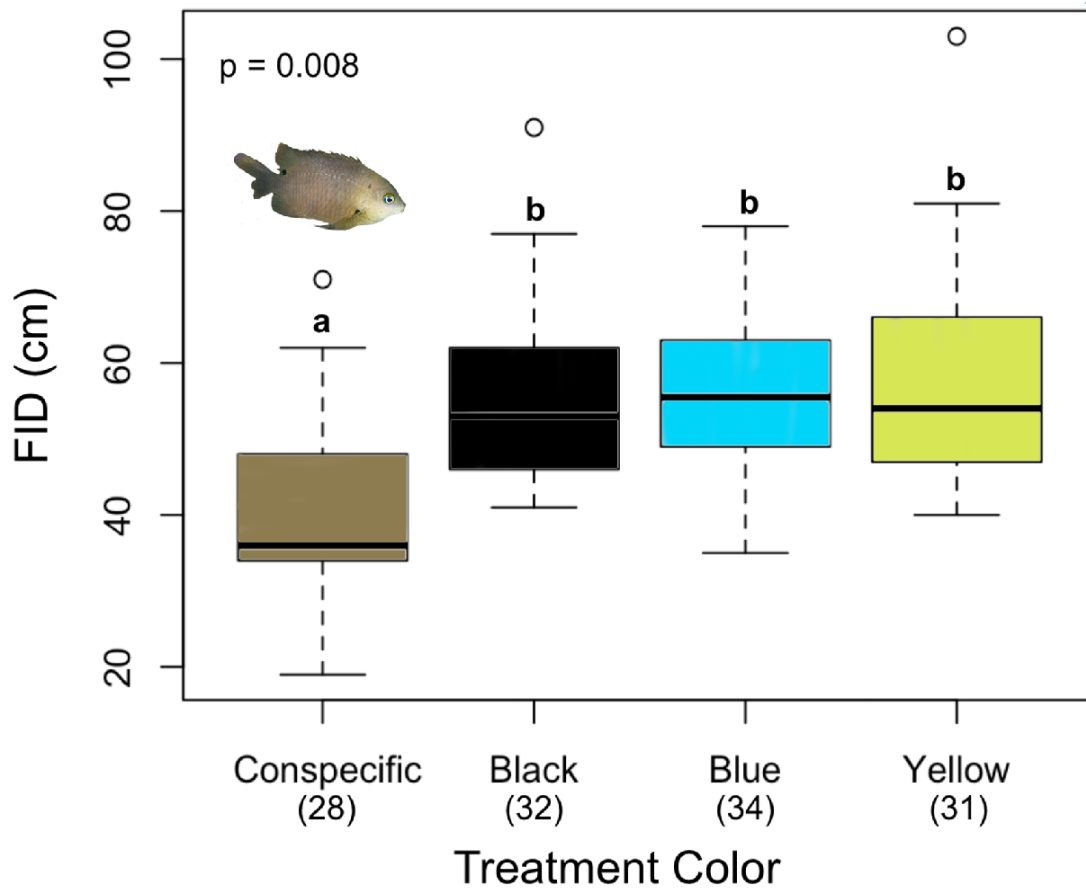 p = 0.008
100
80
60
40
20
FID (cm)
a
b
b
b
Conspecific
(28)
Black
(32)
Blue
(34)
Yellow
(31)
Treatment Color